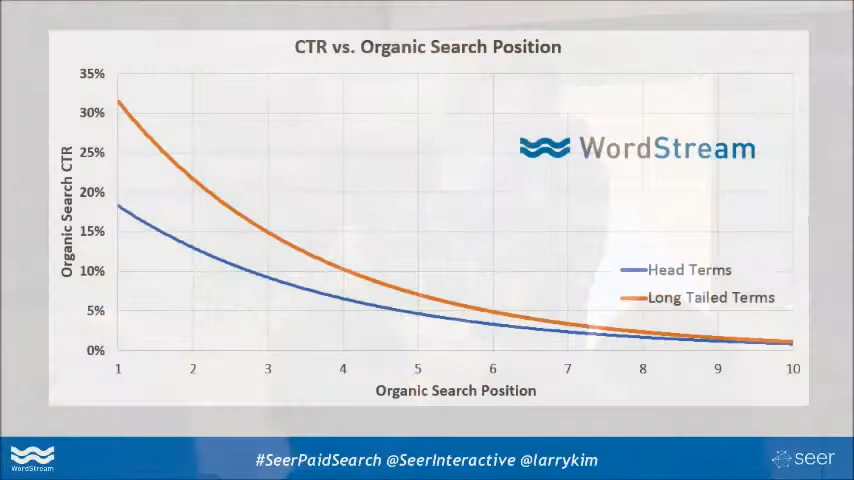 CTR vs. Organic Search Position
35%
30%
25%
20%
15%
10%
5%
0%
Organic Search CTR
WordStream
Head Terms
Long Tailed Terms
1 2 3 4 5 6 7 8 9 10
Organic Search Position
WordStream
#SeerPaidSearch @SeerInteractive @larrykim
seer